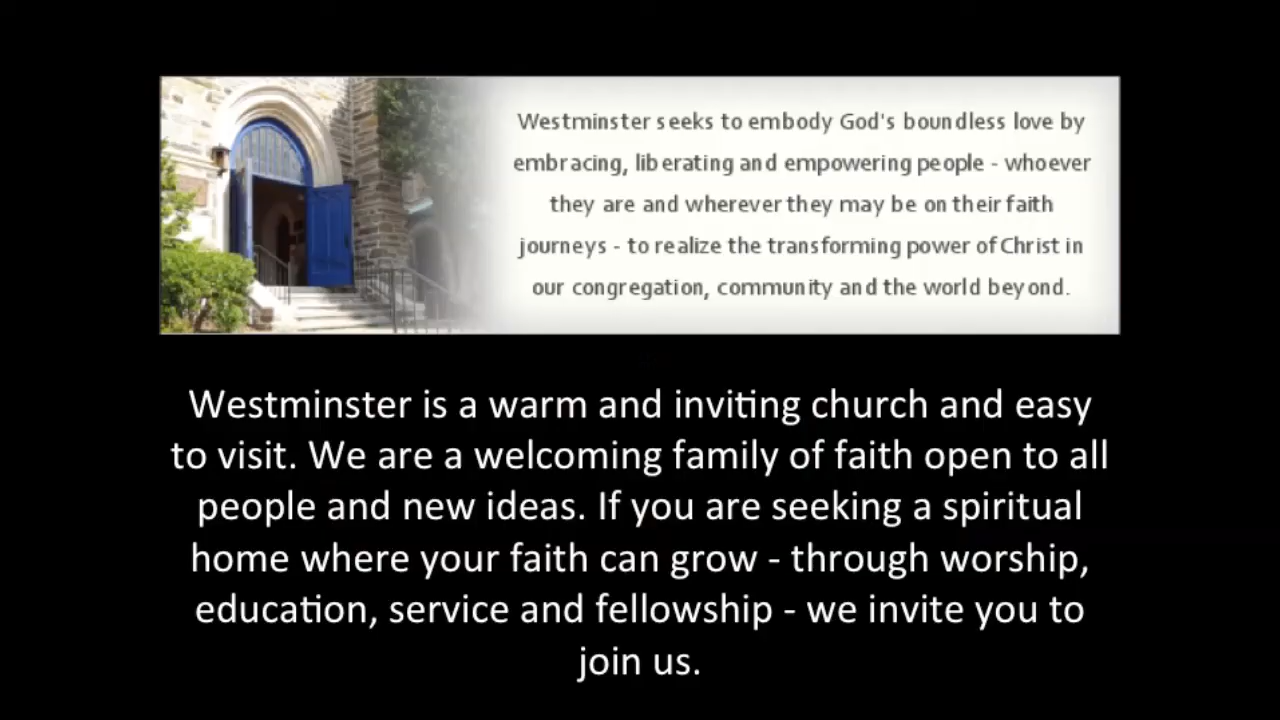 Westminster seeks to embody God's boundless love by
embracing, liberating and empowering people - whoever
they are and wherever they may be on their faith
journeys - to realize the transforming power of Christ in
our congregation, community and the world beyond.
Westminster is a warm and inviting church and easy
to visit. We are a welcoming family of faith open to all
people and new ideas. If you are seeking a spiritual
home where your faith can grow - through worship,
education, service and fellowship - we invite you to
join us.